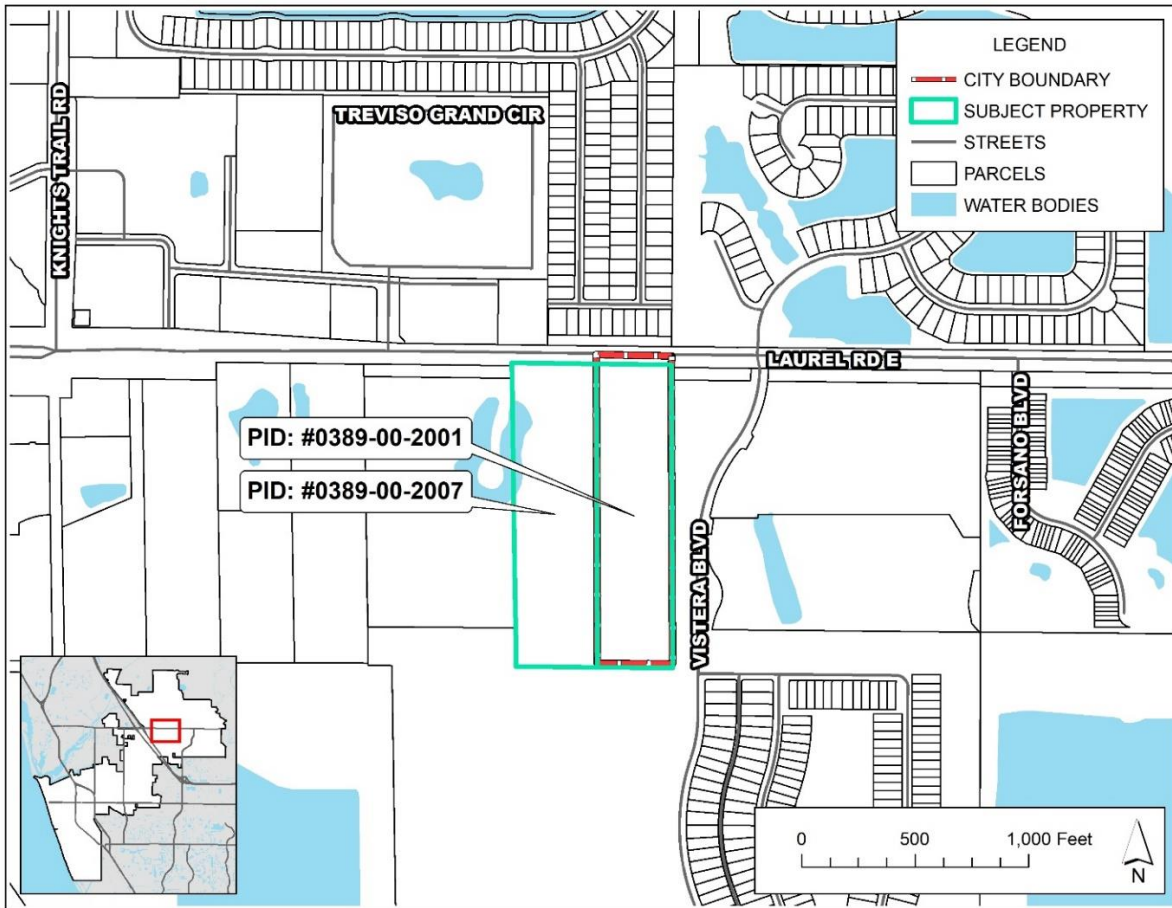 LEGEND
CITY BOUNDARY
SUBJECT PROPERTY
STREETS
PARCELS
WATER BODIES
KNIGHTS TRAIL RD
TREVISO GRAND CIR
LAUREL RD E
FORSANO BLVD
PID: #0389-00-2001
PID: #0389-00-2007
VISTERA BLVD
0 500 1,000 Feet
N